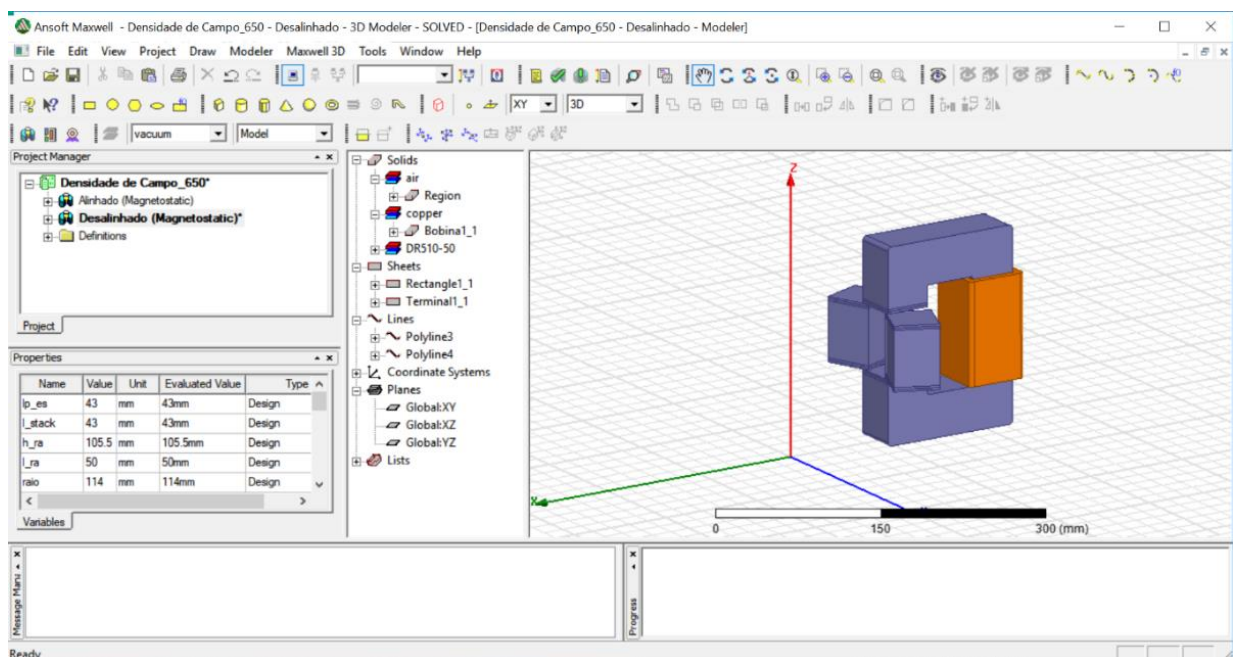 Ansoft Maxwell - Densidade de Campo_650 - Desalinhado - 3D Modeler - SOLVED - [Densidade de Campo_650 - Desalinhado - Modeler]
File Edit View Project Draw Modeler Maxwell 3D Tools Window Help
XY 3D
vacuum Model
Project Manager
Densidade de Campo_650*
Alinhado (Magnetostatic)
Desalinhado (Magnetostatic)*
Definitions
Project
Properties
Name Value Unit Evaluated Value Type
lp_es 43 mm 43mm Design
l_stack 43 mm 43mm Design
h_ra 105.5 mm 105.5mm Design
l_ra 50 mm 50mm Design
raio 114 mm 114mm Design
Variables
Solids
air
Region
copper
Bobina1_1
DR510-50
Sheets
Rectangle1_1
Terminal1_1
Lines
Polyline3
Polyline4
Coordinate Systems
Planes
Global:XY
Global:XZ
Global:YZ
Lists
Z
X
0 150 300 (mm)
Message Manu
Progress
Ready